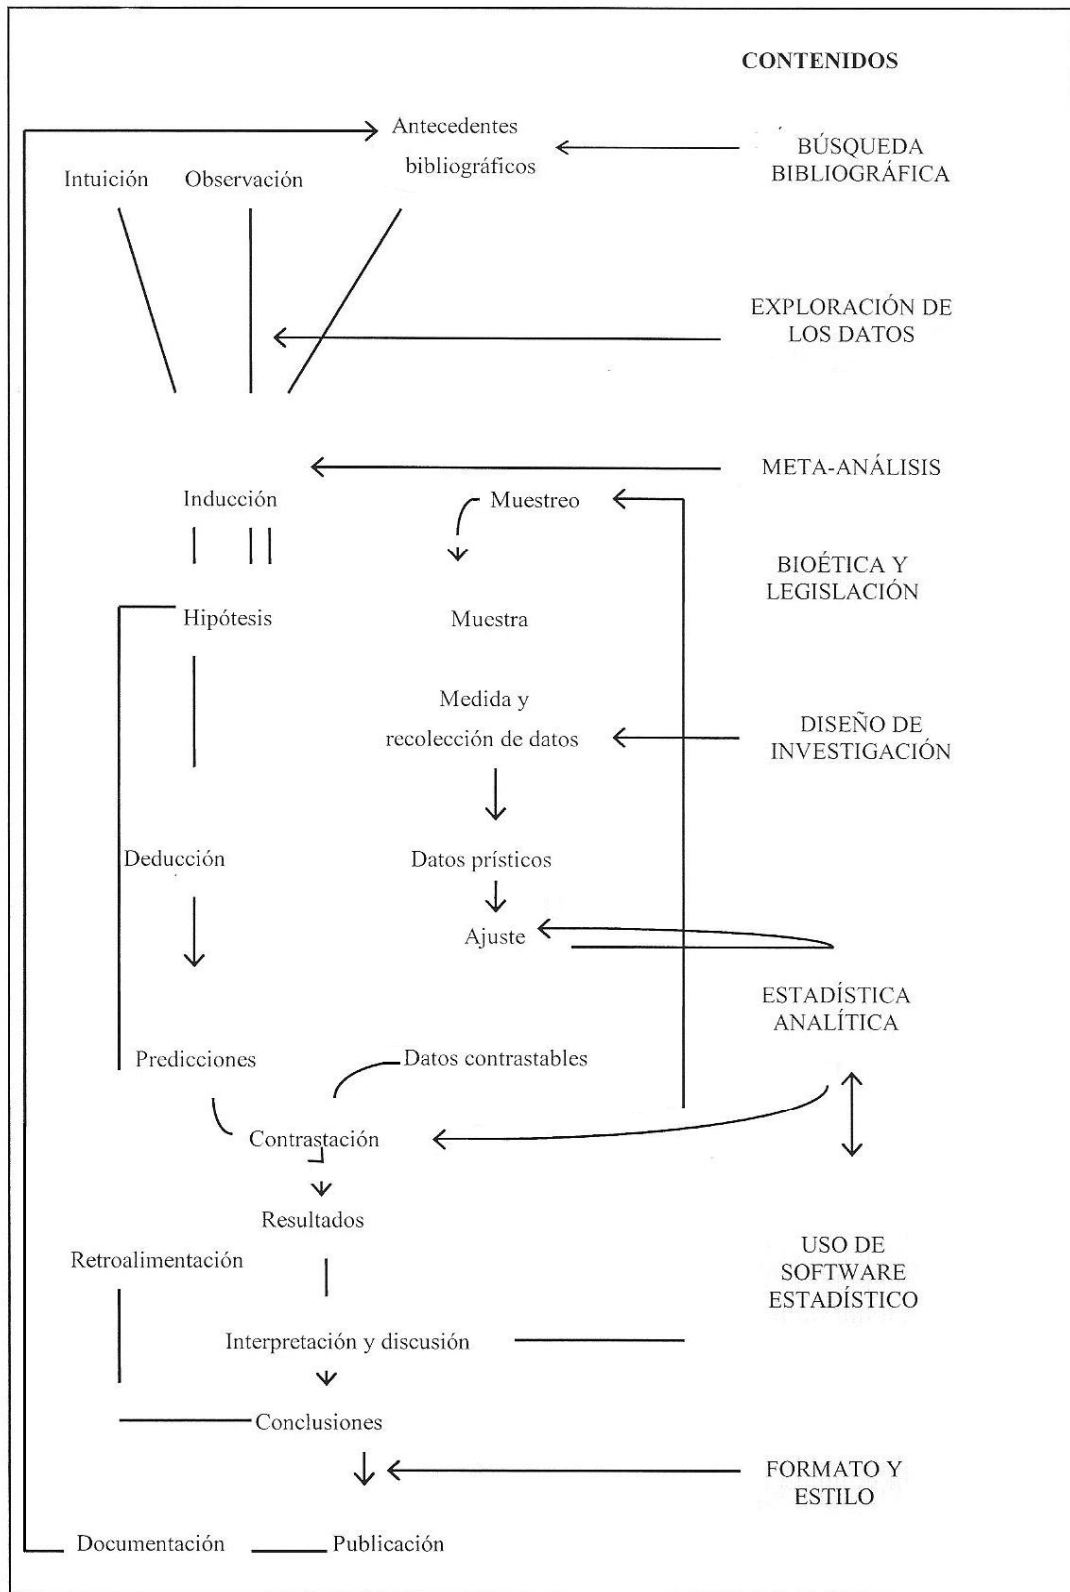 CONTENIDOS
Antecedentes
bibliográficos
BÚSQUEDA
BIBLIOGRÁFICA
Intuición
Observación
EXPLORACIÓN DE
LOS DATOS
META-ANÁLISIS
Inducción
Muestreo
BIOÉTICA Y
LEGISLACIÓN
Hipótesis
Muestra
Medida y
recolección de datos
DISEÑO DE
INVESTIGACIÓN
Deducción
Datos prísticos
Ajuste
ESTADÍSTICA
ANALÍTICA
Predicciones
Datos contrastables
Contrastación
Resultados
Retroalimentación
USO DE
SOFTWARE
ESTADÍSTICO
Interpretación y discusión
Conclusiones
FORMATO Y
ESTILO
Documentación
Publicación